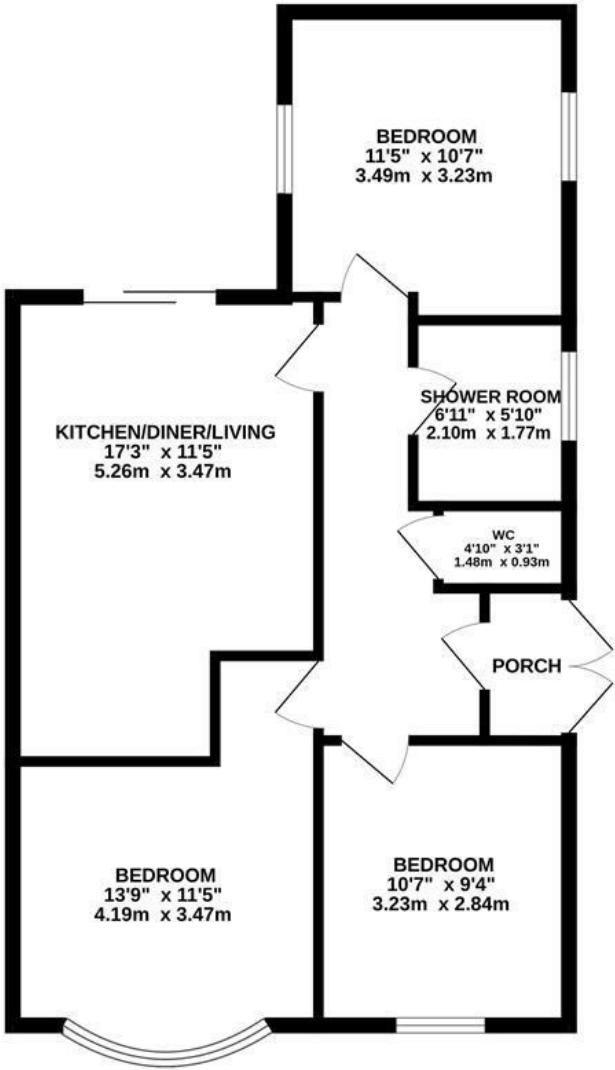 BEDROOM
11'5" x 10'7"
3.49m x 3.23m
SHOWER ROOM
6'11" x 5'10"
2.10m x 1.77m
KITCHEN/DINER/LIVING
17'3" x 11'5"
5.26m x 3.47m
WC
4'10" x 3'1"
1.48m x 0.93m
PORCH
BEDROOM
13'9" x 11'5"
4.19m x 3.47m
BEDROOM
10'7" x 9'4"
3.23m x 2.84m